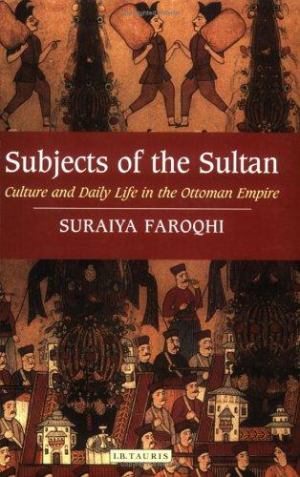 Subjects of the Sultan
Culture and Daily Life in the Ottoman Empire
SURAIYA FAROQHI
I.B.TAURIS